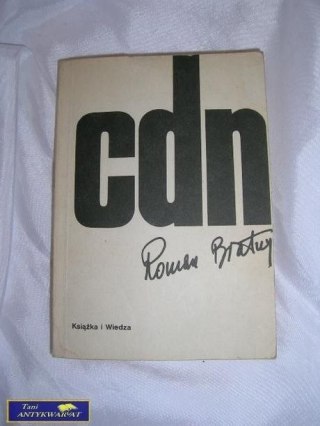 cdn
Roman Bratny
Książka i Wiedza
Tani
ANTYKWARIAT